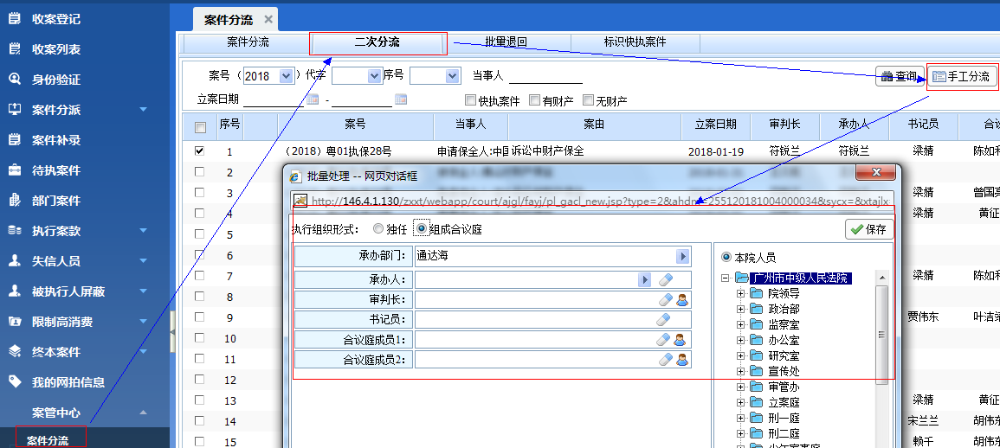 收案登记
收案列表
身份验证
案件分派
案件补录
待执案件
部门案件
执行案款
失信人员
被执行人屏蔽
限制高消费
终本案件
我的网拍信息
案管中心
案件分流
案件分流
案件分流 二次分流 批量退回 标识快执案件
案号（ 2018 ）代字 序号 当事人 查询 手工分流
立案日期 - 快执案件 有财产 无财产
序号 案号 当事人 案由 立案日期 审判长 承办人 书记员 合议
1 （2018）粤01执保28号 申请保全人:中国 诉讼中财产保全 2018-01-19 符锐兰 符锐兰 梁婧 陈如和
2
3 梁婧 曾国高
4 梁婧 黄征
5
6
7 梁婧 陈如和
8
9 贾伟东
10
11
12
13 梁婧 黄征
14 宋兰兰 胡伟东
15 赖千 胡伟东
批量处理 -- 网页对话框
http://146.4.1.130/zxxt/webapp/court/ajgl/fayj/pl_gacl_new.jsp?type=2&ahdm=255120181004000034&sycx=&xtajlx
执行组织形式： 独任 组成合议庭 保存
承办部门： 通达海
承办人：
审判长：
书记员：
合议庭成员1：
合议庭成员2：
本院人员
广州市中级人民法院
院领导
政治部
监察室
办公室
研究室
宣传处
审管办
立案庭
刑一庭
刑二庭